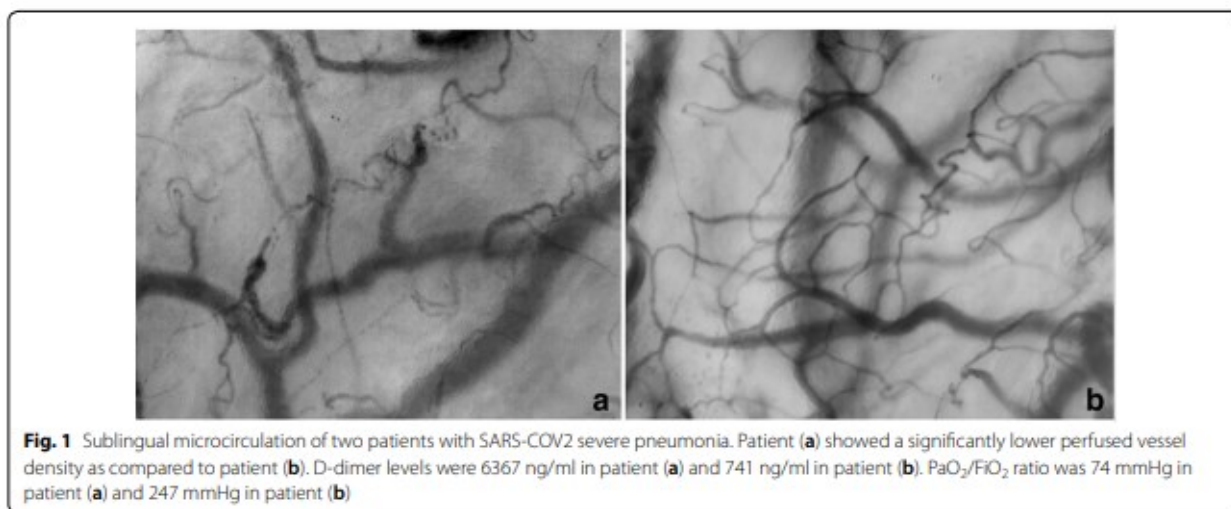 a
b
Fig. 1 Sublingual microcirculation of two patients with SARS-COV2 severe pneumonia. Patient (a) showed a significantly lower perfused vessel
density as compared to patient (b). D-dimer levels were 6367 ng/ml in patient (a) and 741 ng/ml in patient (b). PaO₂/FiO₂ ratio was 74 mmHg in
patient (a) and 247 mmHg in patient (b)